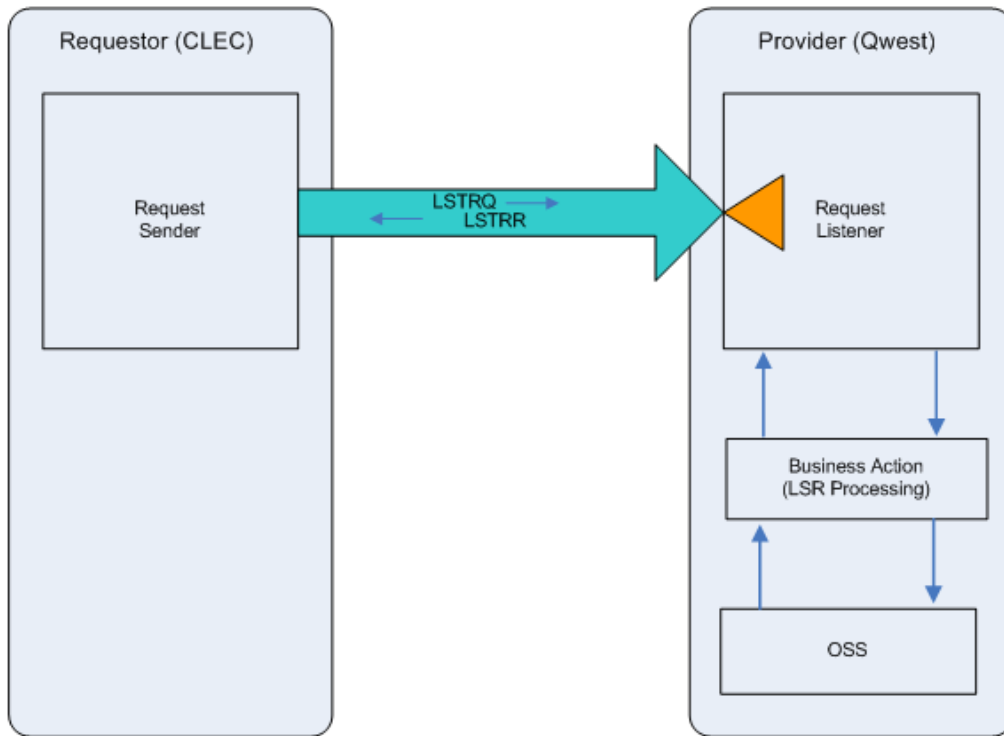 Requestor (CLEC)
Provider (Qwest)
Request
Sender
LSTRQ
LSTRR
Request
Listener
Business Action
(LSR Processing)
OSS